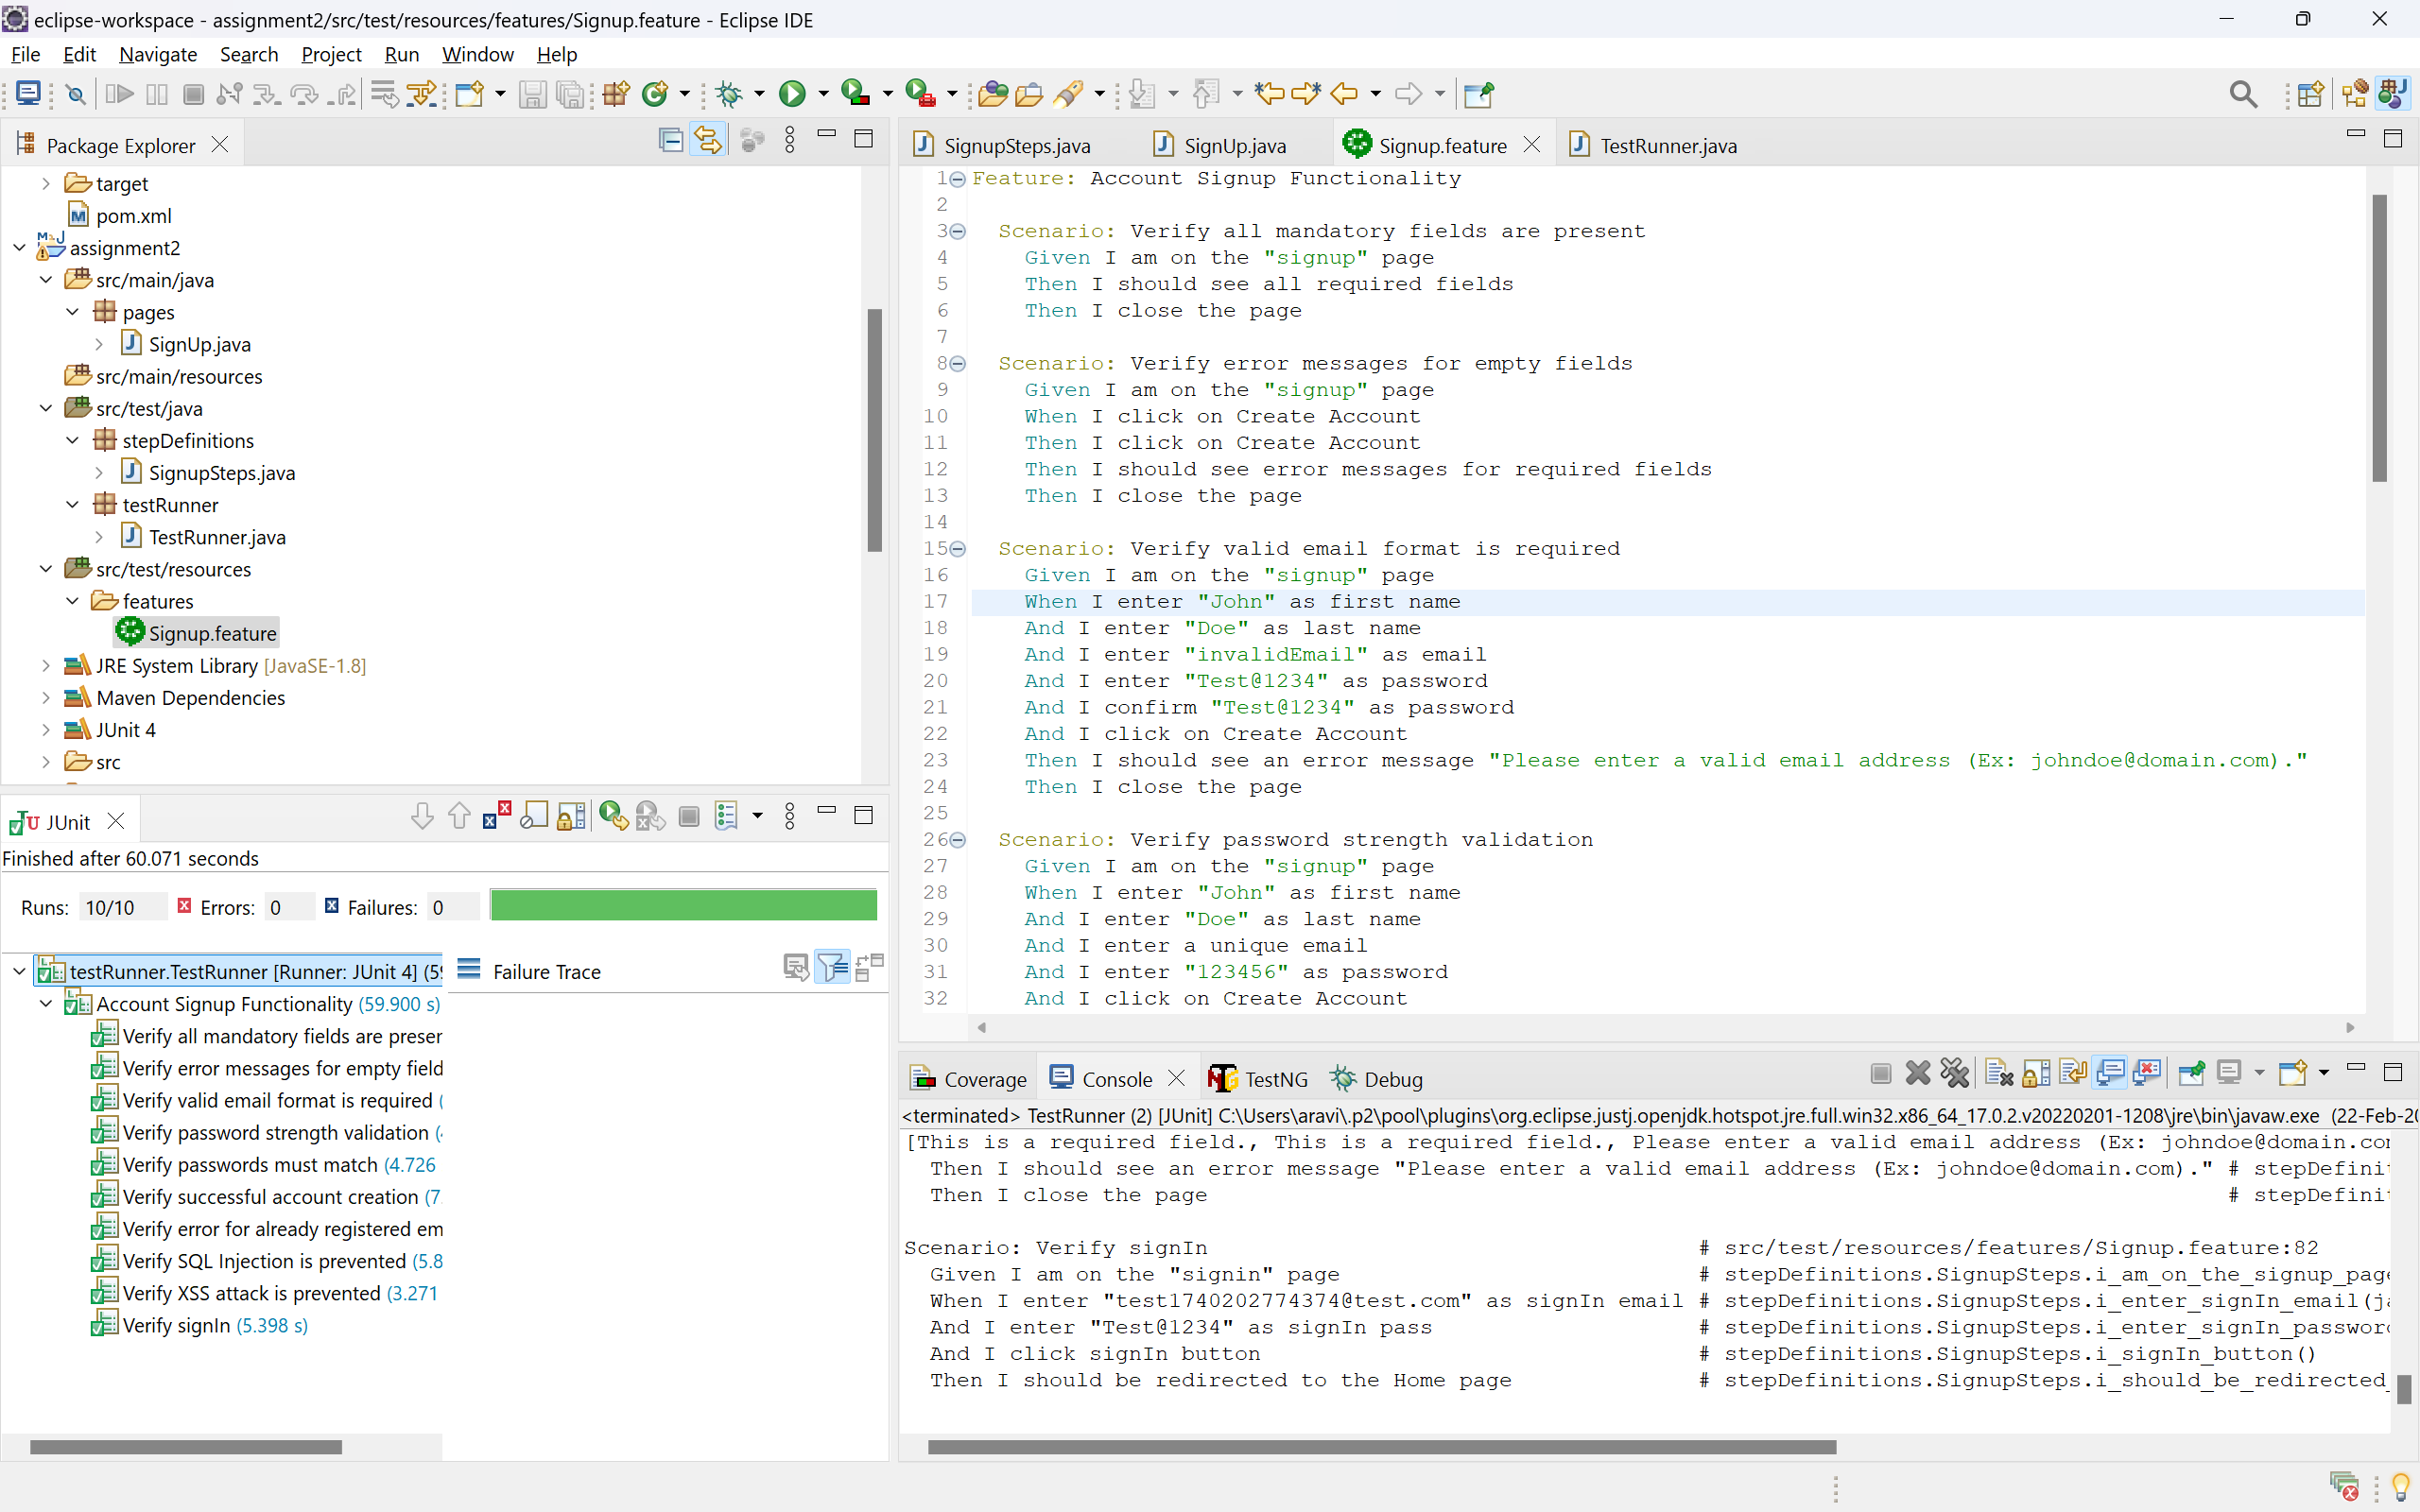 eclipse-workspace - assignment2/src/test/resources/features/Signup.feature - Eclipse IDE
File Edit Navigate Search Project Run Window Help
Package Explorer
target
pom.xml
assignment2
src/main/java
pages
SignUp.java
src/main/resources
src/test/java
stepDefinitions
SignupSteps.java
testRunner
TestRunner.java
src/test/resources
features
Signup.feature
JRE System Library [JavaSE-1.8]
Maven Dependencies
JUnit 4
src
SignupSteps.java SignUp.java Signup.feature TestRunner.java
1 Feature: Account Signup Functionality
2
3 Scenario: Verify all mandatory fields are present
4 Given I am on the "signup" page
5 Then I should see all required fields
6 Then I close the page
7
8 Scenario: Verify error messages for empty fields
9 Given I am on the "signup" page
10 When I click on Create Account
11 Then I click on Create Account
12 Then I should see error messages for required fields
13 Then I close the page
14
15 Scenario: Verify valid email format is required
16 Given I am on the "signup" page
17 When I enter "John" as first name
18 And I enter "Doe" as last name
19 And I enter "invalidEmail" as email
20 And I enter "Test@1234" as password
21 And I confirm "Test@1234" as password
22 And I click on Create Account
23 Then I should see an error message "Please enter a valid email address (Ex: johndoe@domain.com)."
24 Then I close the page
25
26 Scenario: Verify password strength validation
27 Given I am on the "signup" page
28 When I enter "John" as first name
29 And I enter "Doe" as last name
30 And I enter a unique email
31 And I enter "123456" as password
32 And I click on Create Account
JUnit
Finished after 60.071 seconds
Runs: 10/10 Errors: 0 Failures: 0
testRunner.TestRunner [Runner: JUnit 4] (59
Failure Trace
Account Signup Functionality (59.900 s)
Verify all mandatory fields are preser
Verify error messages for empty field
Verify valid email format is required (
Verify password strength validation (
Verify passwords must match (4.726
Verify successful account creation (7
Verify error for already registered em
Verify SQL Injection is prevented (5.8
Verify XSS attack is prevented (3.271
Verify signIn (5.398 s)
Coverage Console TestNG Debug
<terminated> TestRunner (2) [JUnit] C:\Users\aravi\.p2\pool\plugins\org.eclipse.justj.openjdk.hotspot.jre.full.win32.x86_64_17.0.2.v20220201-1208\jre\bin\javaw.exe (22-Feb-20
[This is a required field., This is a required field., Please enter a valid email address (Ex: johndoe@domain.com
Then I should see an error message "Please enter a valid email address (Ex: johndoe@domain.com)." # stepDefinit
Then I close the page # stepDefinit
Scenario: Verify signIn # src/test/resources/features/Signup.feature:82
Given I am on the "signin" page # stepDefinitions.SignupSteps.i_am_on_the_signup_page
When I enter "test1740202774374@test.com" as signIn email # stepDefinitions.SignupSteps.i_enter_signIn_email(ja
And I enter "Test@1234" as signIn pass # stepDefinitions.SignupSteps.i_enter_signIn_password
And I click signIn button # stepDefinitions.SignupSteps.i_signIn_button()
Then I should be redirected to the Home page # stepDefinitions.SignupSteps.i_should_be_redirected_